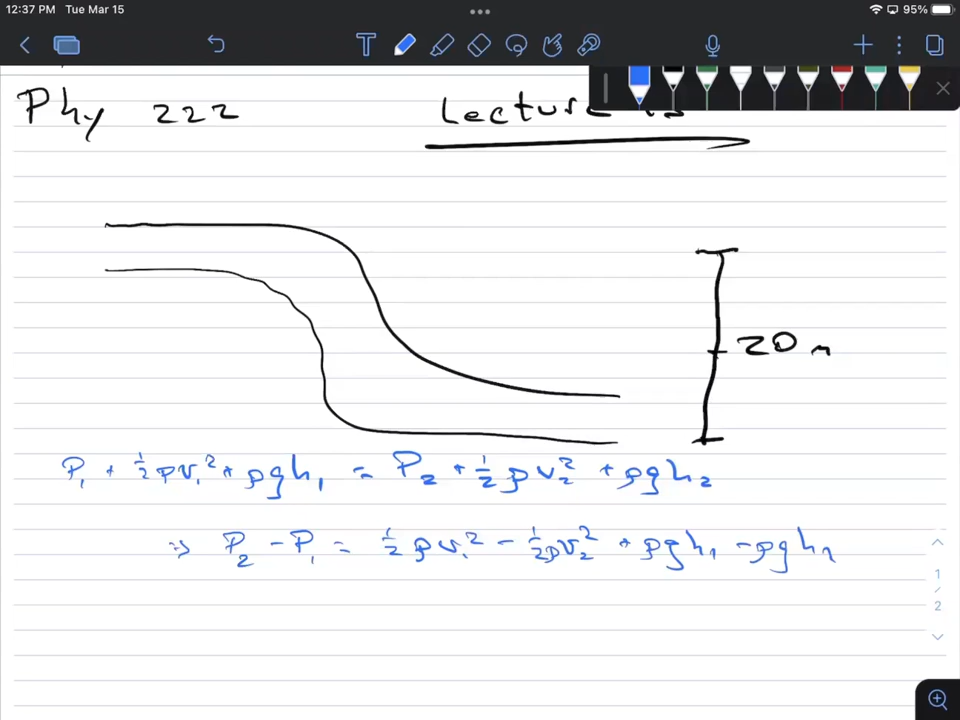 12:37 PM Tue Mar 15
95%
T
Phy 222
Lecture
20 m
P₁ + ½ρv₁² + ρgh₁ = P₂ + ½ρv₂² + ρgh₂
⇒ P₂ - P₁ = ½ρv₁² - ½ρv₂² + ρgh₁ - ρgh₂
1
/
2